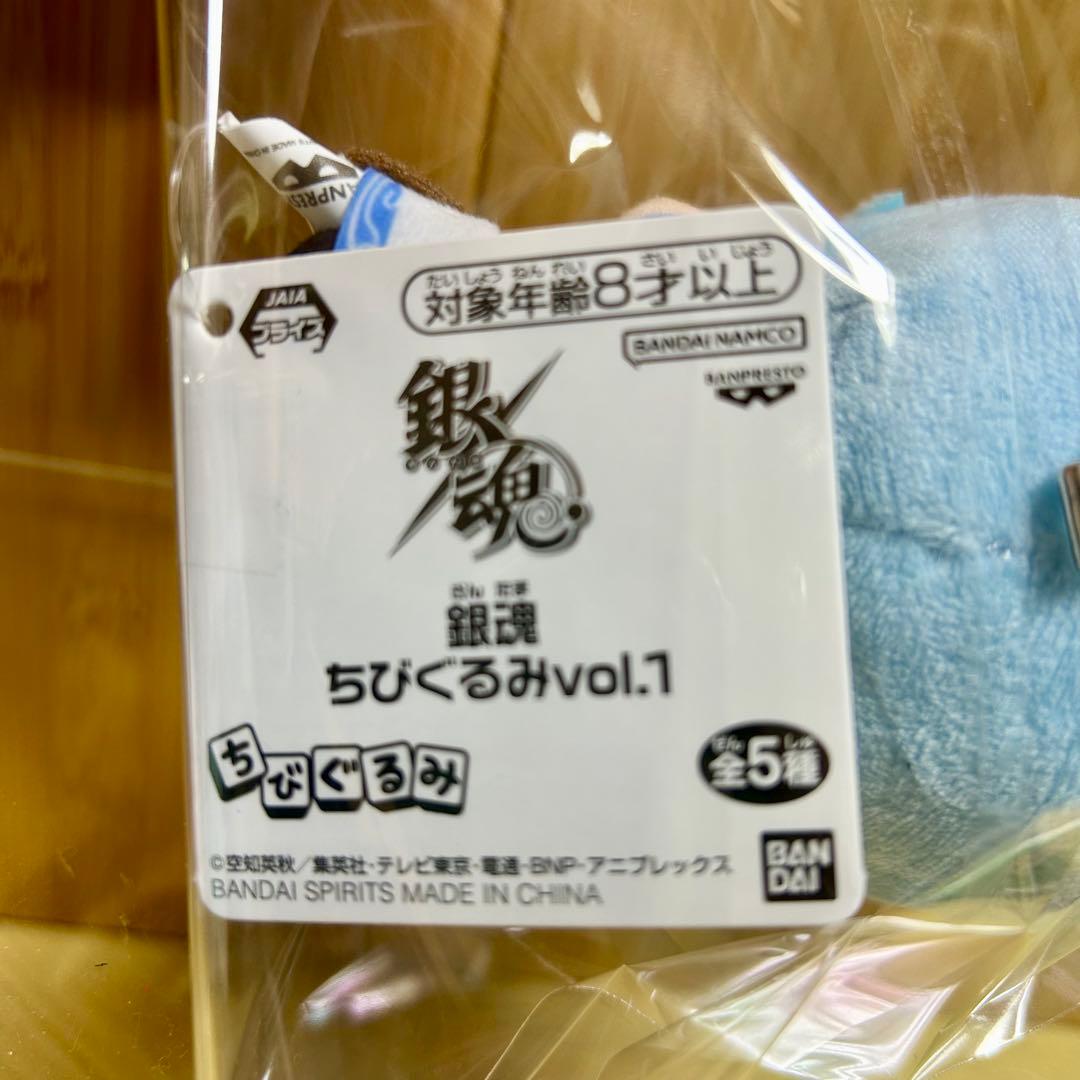 JAIA
プライズ
たいしょうねんれい さい いじょう
対象年齢8才以上
BANDAI NAMCO
BANPRESTO
銀魂
ぎん たま
銀魂
ちびぐるみvol.1
ちびぐるみ
ぜん しゅ
全5種
©空知英秋/集英社・テレビ東京・電通・BNP・アニプレックス
BANDAI SPIRITS MADE IN CHINA
BAN
DAI